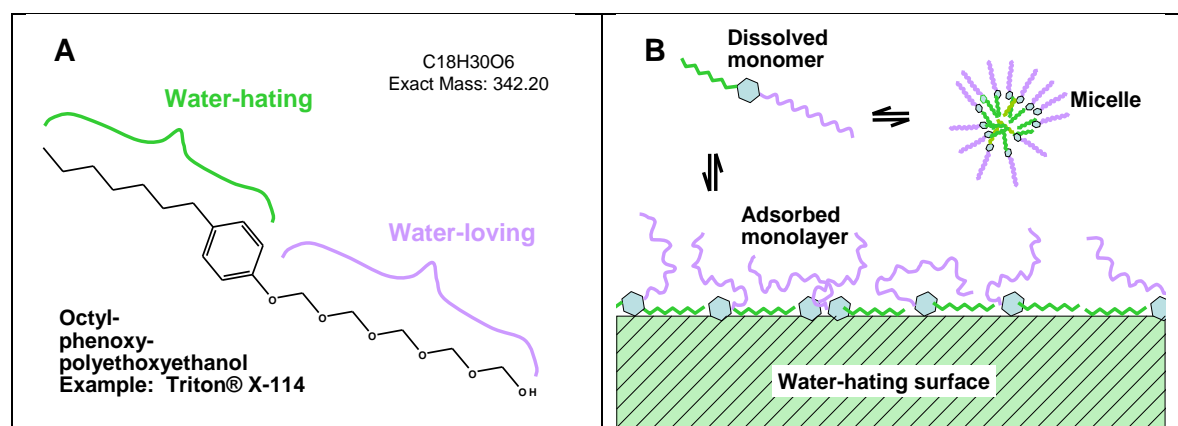 A
C18H30O6
Exact Mass: 342.20
Water-hating
Water-loving
O
O
O
O
O
OH
Octyl-
phenoxy-
polyethoxyethanol
Example: Triton® X-114
B
Dissolved
monomer
Micelle
Adsorbed
monolayer
Water-hating surface